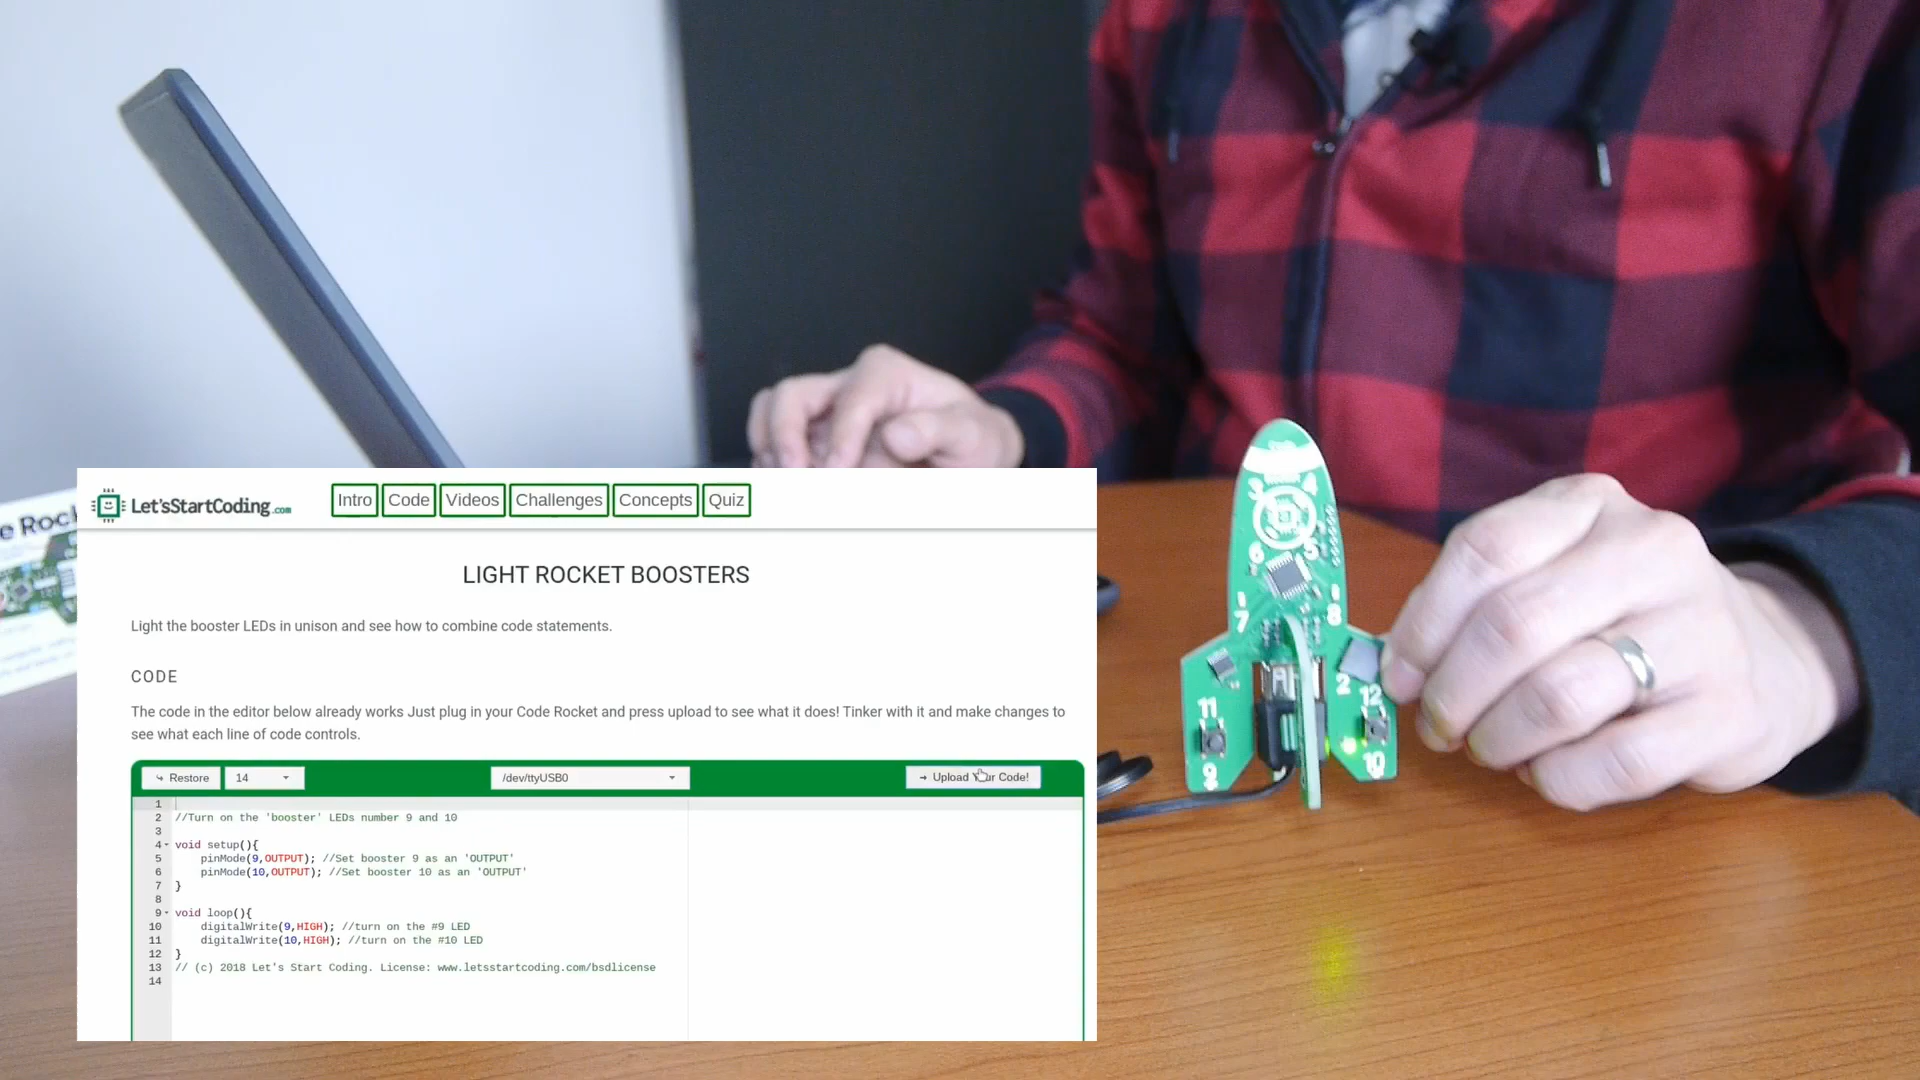 e Rock
Let'sStartCoding.com
Intro
Code
Videos
Challenges
Concepts
Quiz
LIGHT ROCKET BOOSTERS
Light the booster LEDs in unison and see how to combine code statements.
CODE
The code in the editor below already works Just plug in your Code Rocket and press upload to see what it does! Tinker with it and make changes to
see what each line of code controls.
Restore
14
/dev/ttyUSB0
→ Upload Your Code!
1
2 //Turn on the 'booster' LEDs number 9 and 10
3
4 void setup(){
5 pinMode(9,OUTPUT); //Set booster 9 as an 'OUTPUT'
6 pinMode(10,OUTPUT); //Set booster 10 as an 'OUTPUT'
7 }
8
9 void loop(){
10 digitalWrite(9,HIGH); //turn on the #9 LED
11 digitalWrite(10,HIGH); //turn on the #10 LED
12 }
13 // (c) 2018 Let's Start Coding. License: www.letsstartcoding.com/bsdlicense
14
3 4
6 5
7 8
2
11 12
9 10